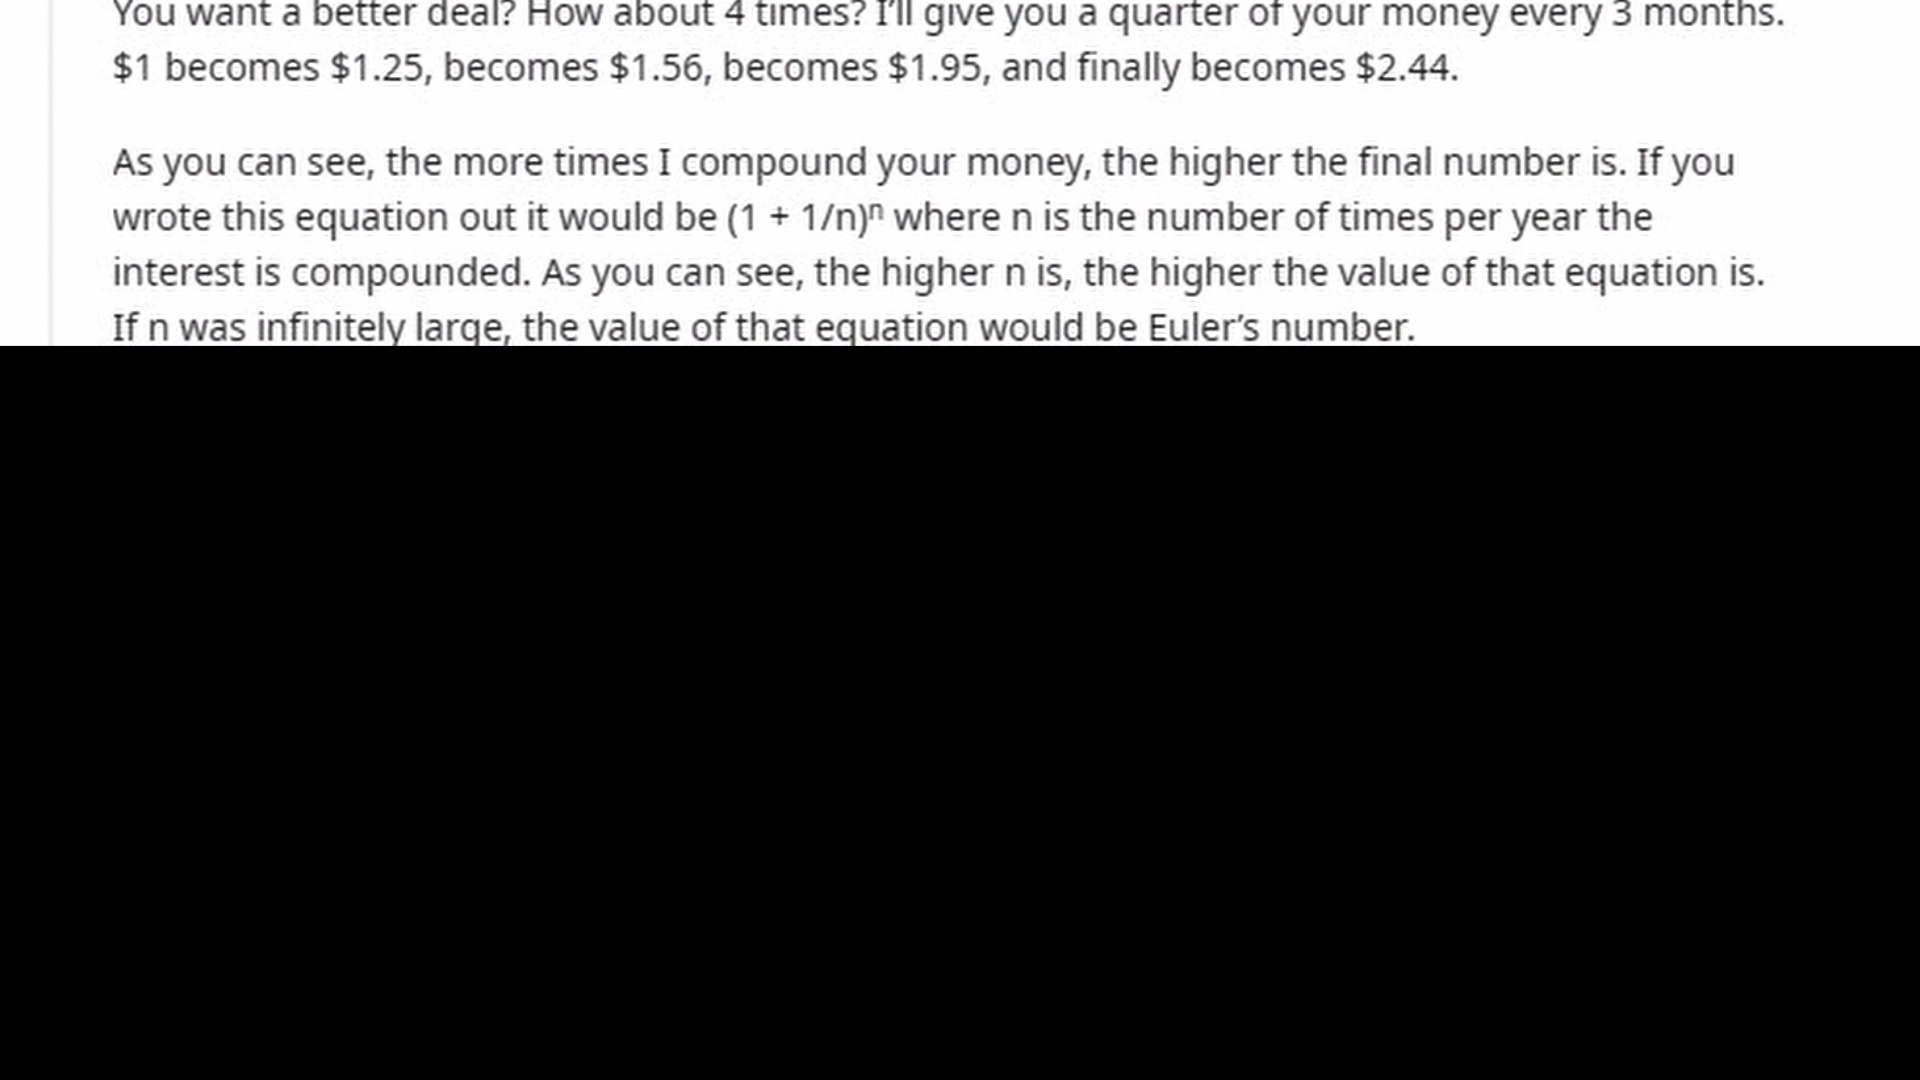 You want a better deal? How about 4 times? I’ll give you a quarter of your money every 3 months.
$1 becomes $1.25, becomes $1.56, becomes $1.95, and finally becomes $2.44.
As you can see, the more times I compound your money, the higher the final number is. If you
wrote this equation out it would be (1 + 1/n)ⁿ where n is the number of times per year the
interest is compounded. As you can see, the higher n is, the higher the value of that equation is.
If n was infinitely large, the value of that equation would be Euler’s number.